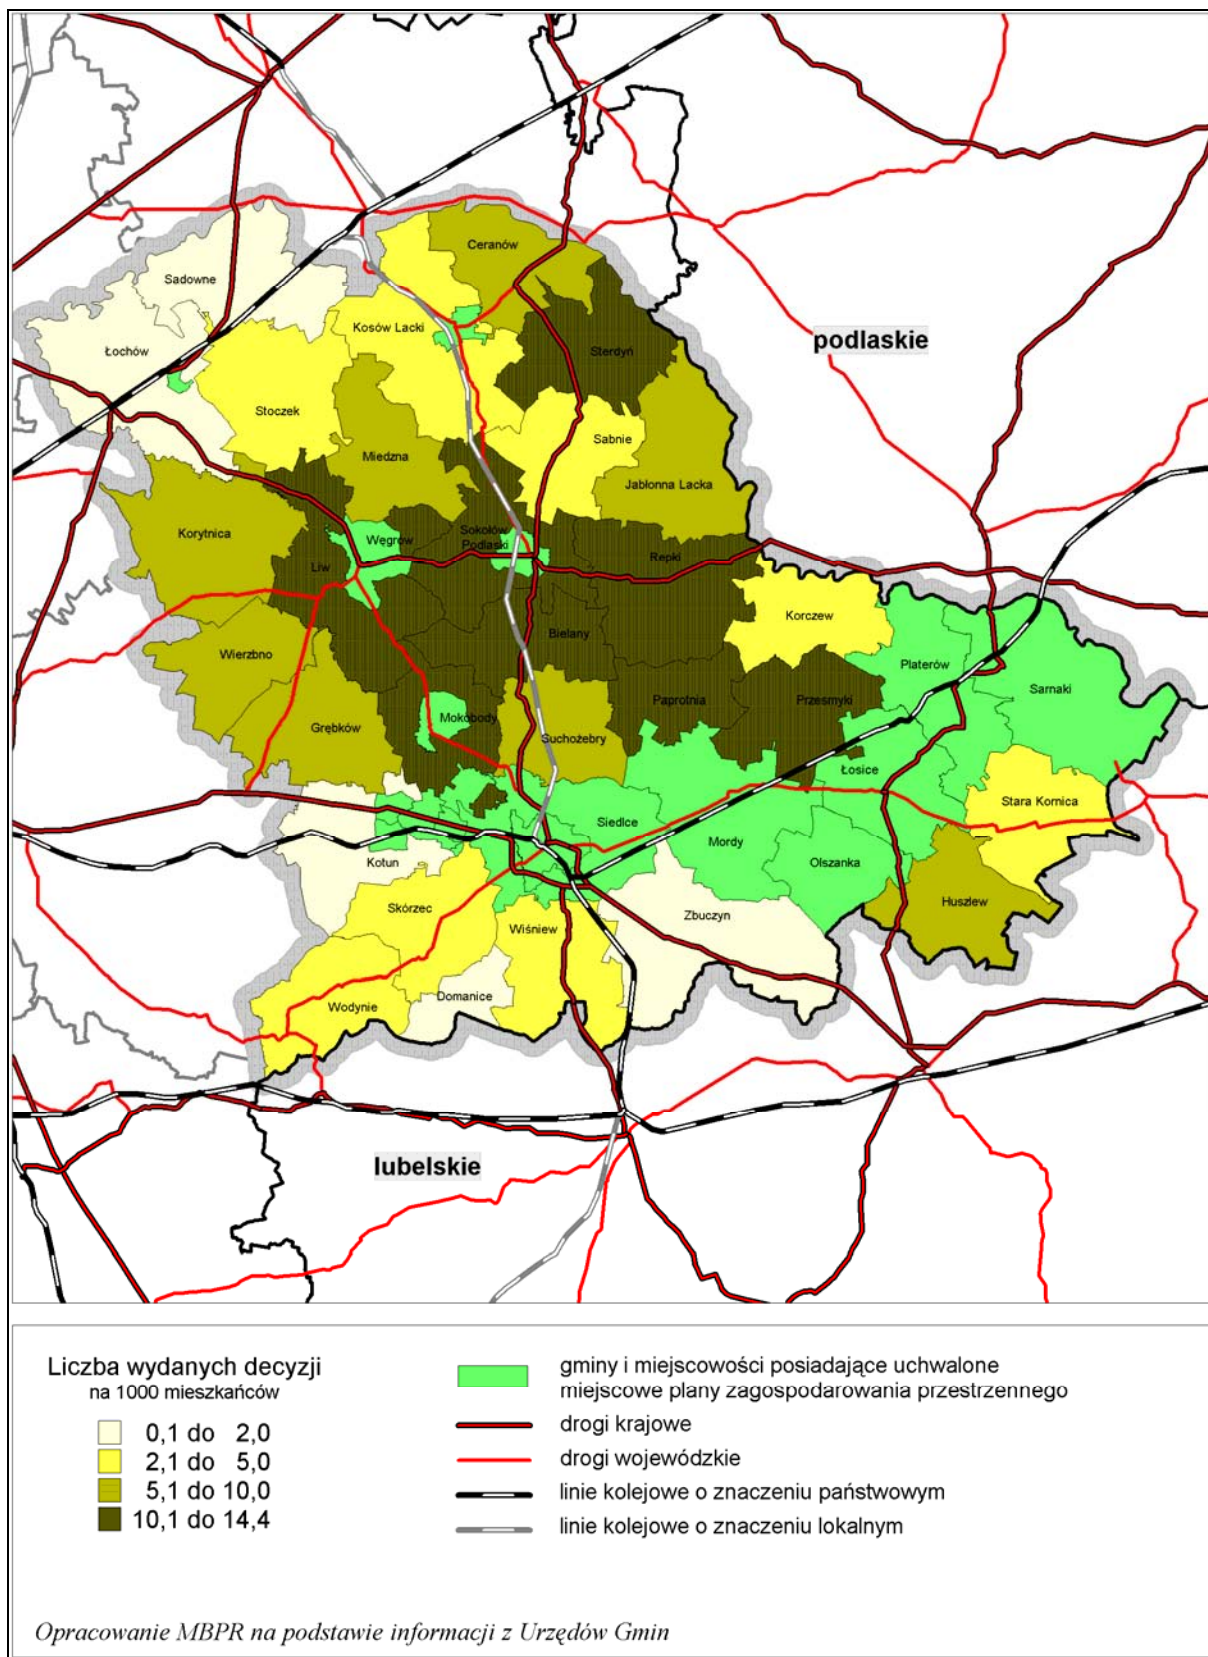 Ceranów
Sadowne
Kosów Lacki
podlaskie
Łochów
Sterdyń
Stoczek
Sabnie
Miedzna
Jabłonna Lacka
Korytnica
Węgrów
Sokołów
Podlaski
Repki
Liw
Korczew
Bielany
Wierzbno
Platerów
Sarnaki
Paprotnia
Przesmyki
Mokobody
Grębków
Suchożebry
Łosice
Stara Kornica
Siedlce
Mordy
Kotuń
Olszanka
Huszlew
Skórzec
Zbuczyn
Wiśniew
Domanice
Wodynie
lubelskie
Liczba wydanych decyzji
na 1000 mieszkańców
0,1 do 2,0
2,1 do 5,0
5,1 do 10,0
10,1 do 14,4
gminy i miejscowości posiadające uchwalone
miejscowe plany zagospodarowania przestrzennego
drogi krajowe
drogi wojewódzkie
linie kolejowe o znaczeniu państwowym
linie kolejowe o znaczeniu lokalnym
Opracowanie MBPR na podstawie informacji z Urzędów Gmin